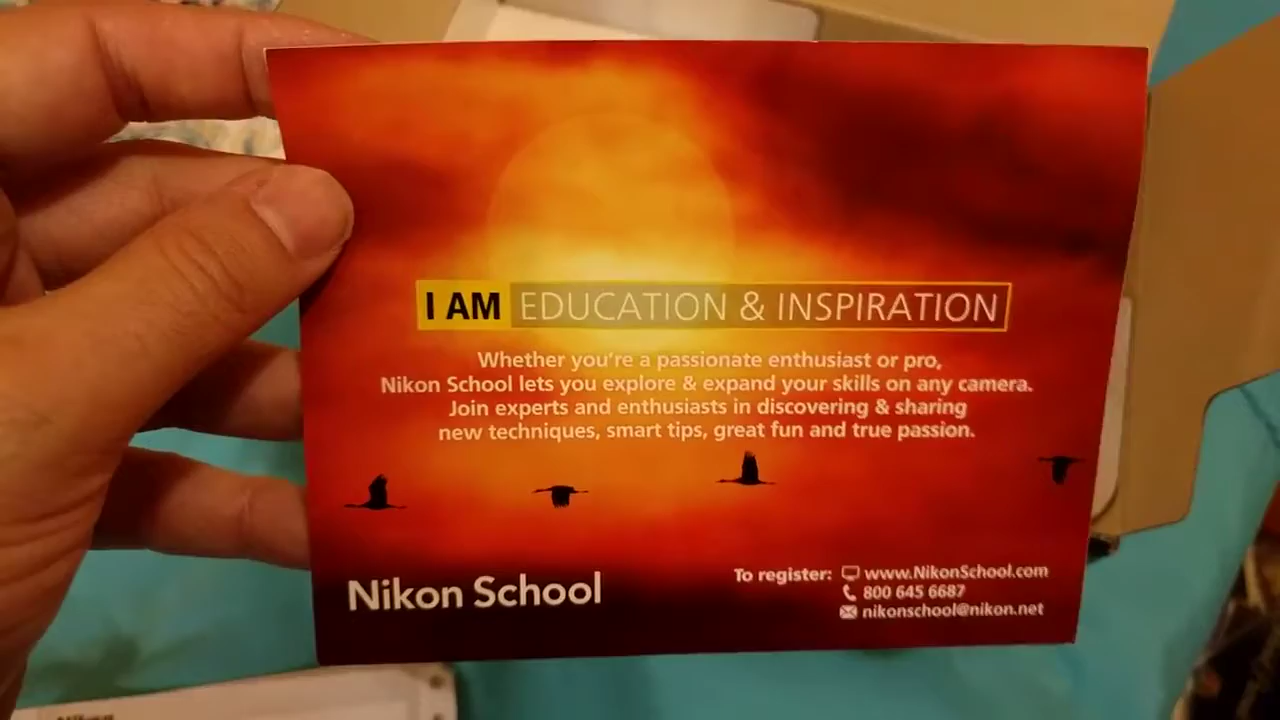 I AM EDUCATION & INSPIRATION
Whether you're a passionate enthusiast or pro,
Nikon School lets you explore & expand your skills on any camera.
Join experts and enthusiasts in discovering & sharing
new techniques, smart tips, great fun and true passion.
Nikon School
To register: www.NikonSchool.com
800 645 6687
nikonschool@nikon.net